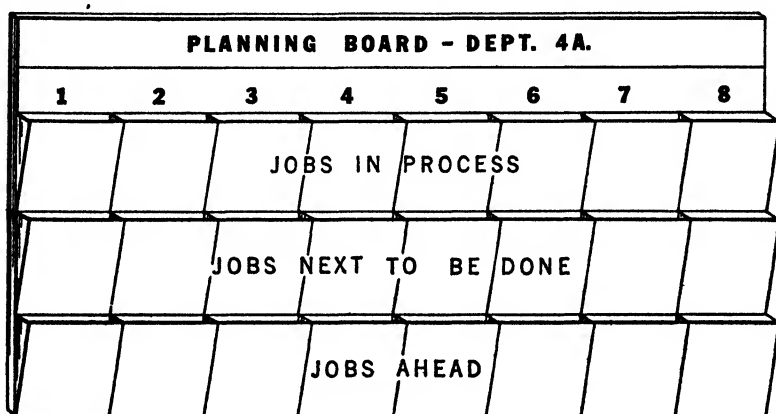 PLANNING BOARD - DEPT. 4A.
1 2 3 4 5 6 7 8
JOBS IN PROCESS
JOBS NEXT TO BE DONE
JOBS AHEAD